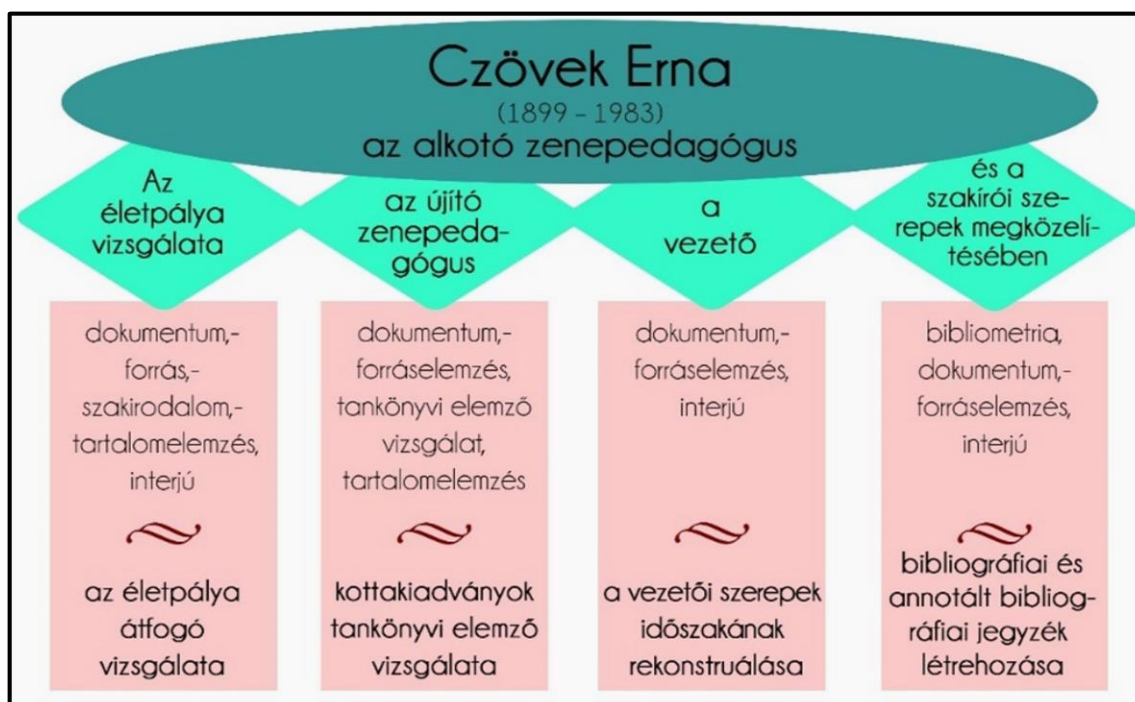 Czövek Erna
(1899 - 1983)
az alkotó zenepedagógus
Az
életpálya
vizsgálata
az újító
zenepeda-
gógus
a
vezető
és a
szakírói sze-
repek megközelí-
tésében
dokumentum,-
forrás,-
szakirodalom,-
tartalomelemzés,
interjú
az életpálya
átfogó
vizsgálata
dokumentum,-
forráselemzés,
tankönyvi elemző
vizsgálat,
tartalomelemzés
kottakiadványok
tankönyvi elemző
vizsgálata
dokumentum,-
forráselemzés,
interjú
a vezetői szerepek
időszakának
rekonstruálása
bibliometria,
dokumentum,-
forráselemzés,
interjú
bibliográfiai és
annotált bibliog-
ráfiai jegyzék
létrehozása